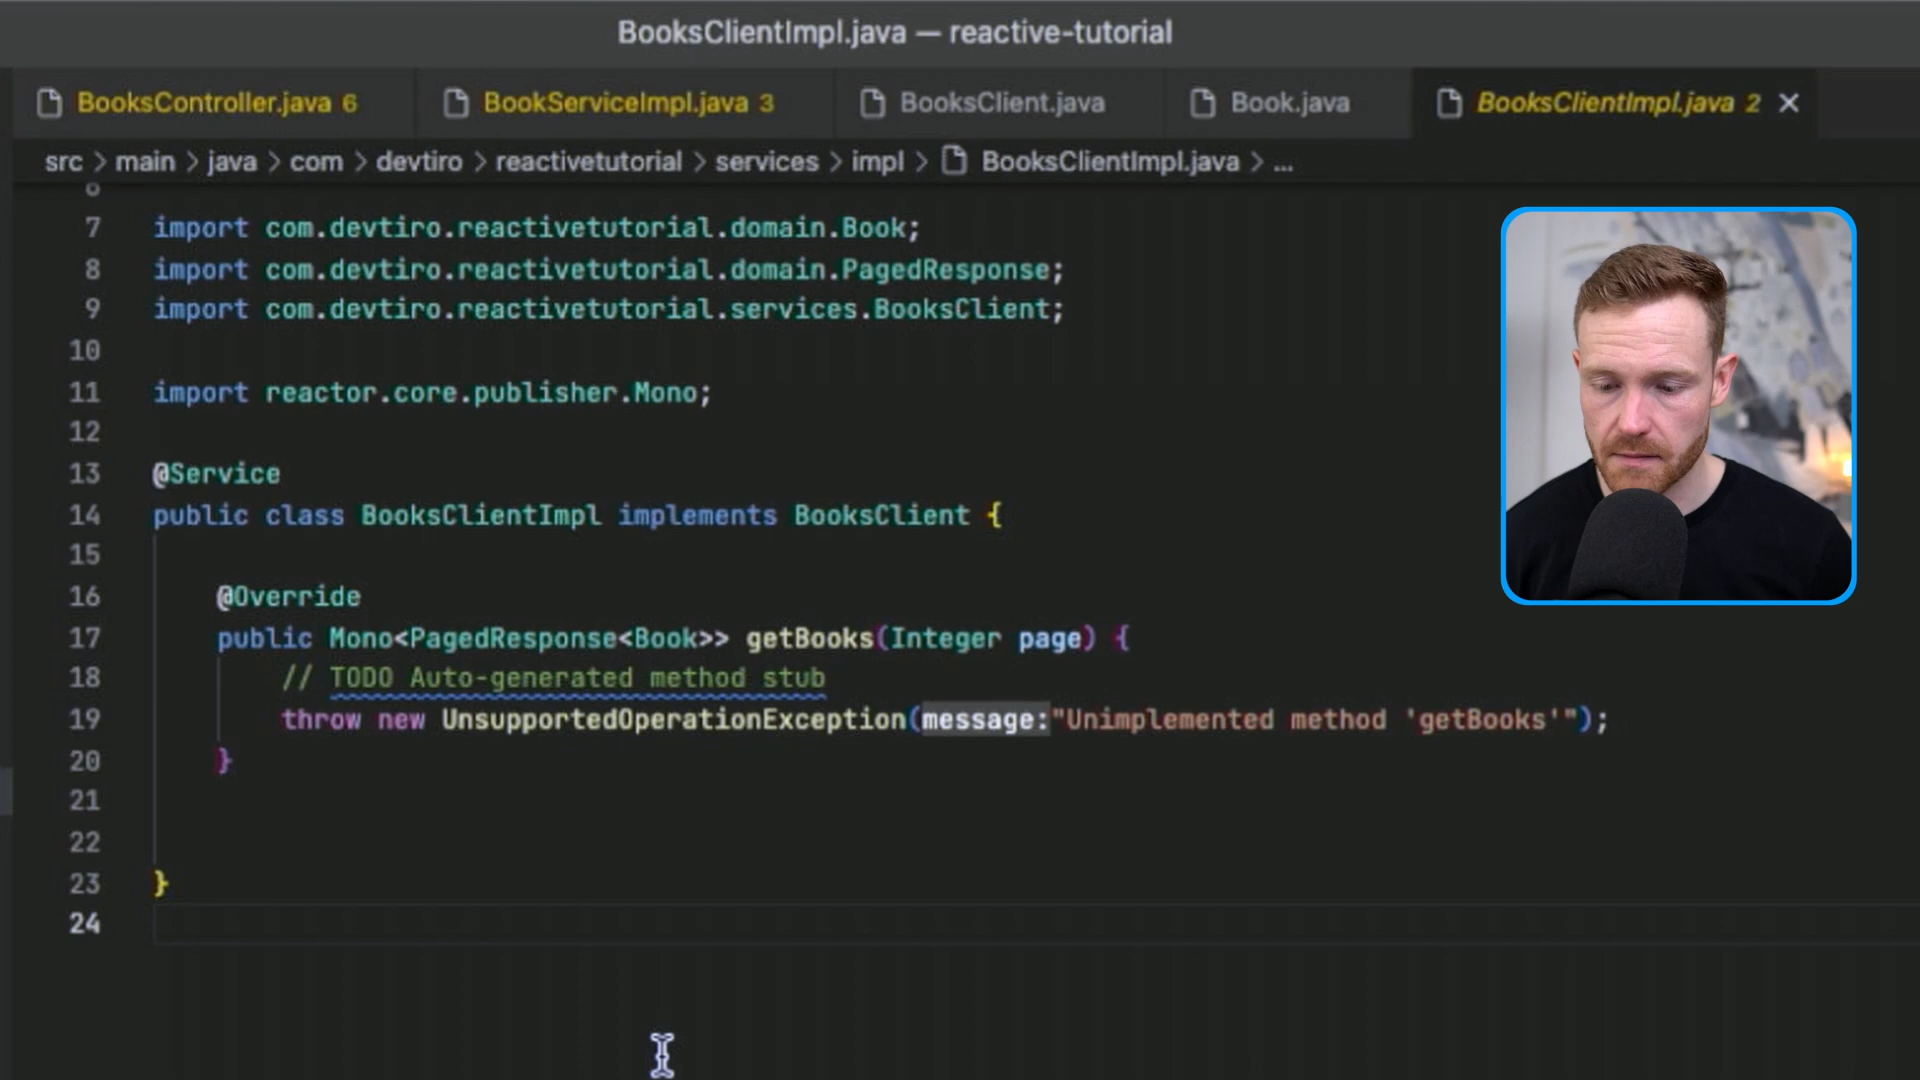 BooksClientImpl.java — reactive-tutorial
BooksController.java 6 BookServiceImpl.java 3 BooksClient.java Book.java BooksClientImpl.java 2
src > main > java > com > devtiro > reactivetutorial > services > impl > BooksClientImpl.java > ...
6
7 import com.devtiro.reactivetutorial.domain.Book;
8 import com.devtiro.reactivetutorial.domain.PagedResponse;
9 import com.devtiro.reactivetutorial.services.BooksClient;
10
11 import reactor.core.publisher.Mono;
12
13 @Service
14 public class BooksClientImpl implements BooksClient {
15
16 @Override
17 public Mono<PagedResponse<Book>> getBooks(Integer page) {
18 // TODO Auto-generated method stub
19 throw new UnsupportedOperationException(message:"Unimplemented method 'getBooks'");
20 }
21
22
23 }
24